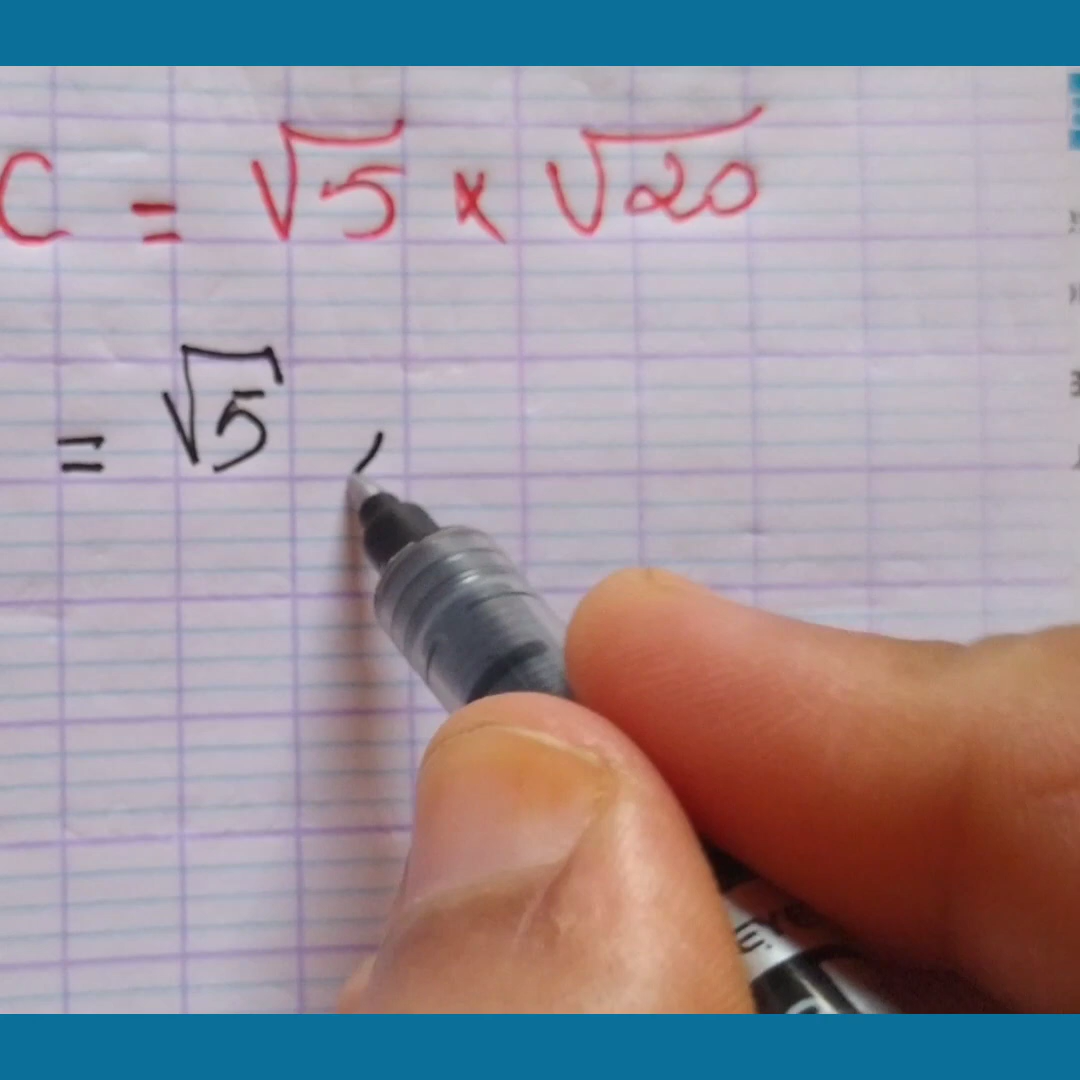 C = √5 x √20
= √5